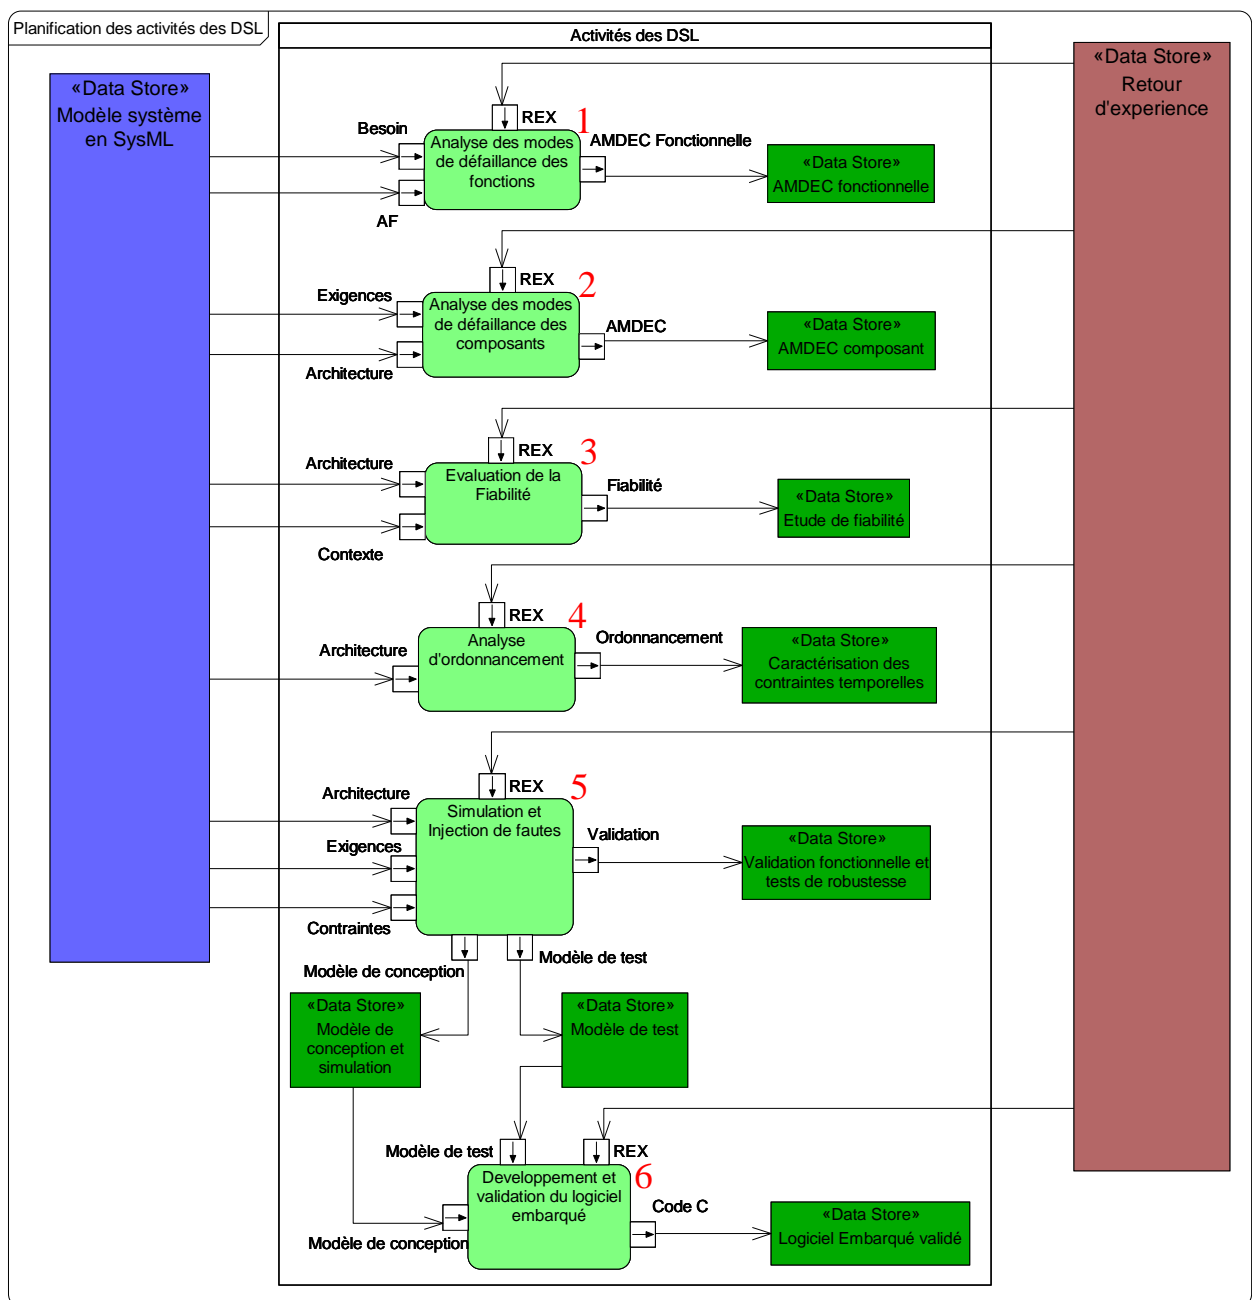 Planification des activités des DSL
Activités des DSL
«Data Store»
Modèle système
en SysML
«Data Store»
Retour
d'experience
REX
1
Besoin
AF
Analyse des modes
de défaillance des
fonctions
AMDEC Fonctionnelle
«Data Store»
AMDEC fonctionnelle
REX
2
Exigences
Architecture
Analyse des modes
de défaillance des
composants
AMDEC
«Data Store»
AMDEC composant
REX
3
Architecture
Contexte
Evaluation de la
Fiabilité
Fiabilité
«Data Store»
Etude de fiabilité
REX
4
Architecture
Analyse
d'ordonnancement
Ordonnancement
«Data Store»
Caractérisation des
contraintes temporelles
REX
5
Architecture
Exigences
Contraintes
Simulation et
Injection de fautes
Validation
«Data Store»
Validation fonctionnelle et
tests de robustesse
Modèle de conception
Modèle de test
«Data Store»
Modèle de
conception et
simulation
«Data Store»
Modèle de test
Modèle de test
REX
6
Modèle de conception
Developpement et
validation du logiciel
embarqué
Code C
«Data Store»
Logiciel Embarqué validé